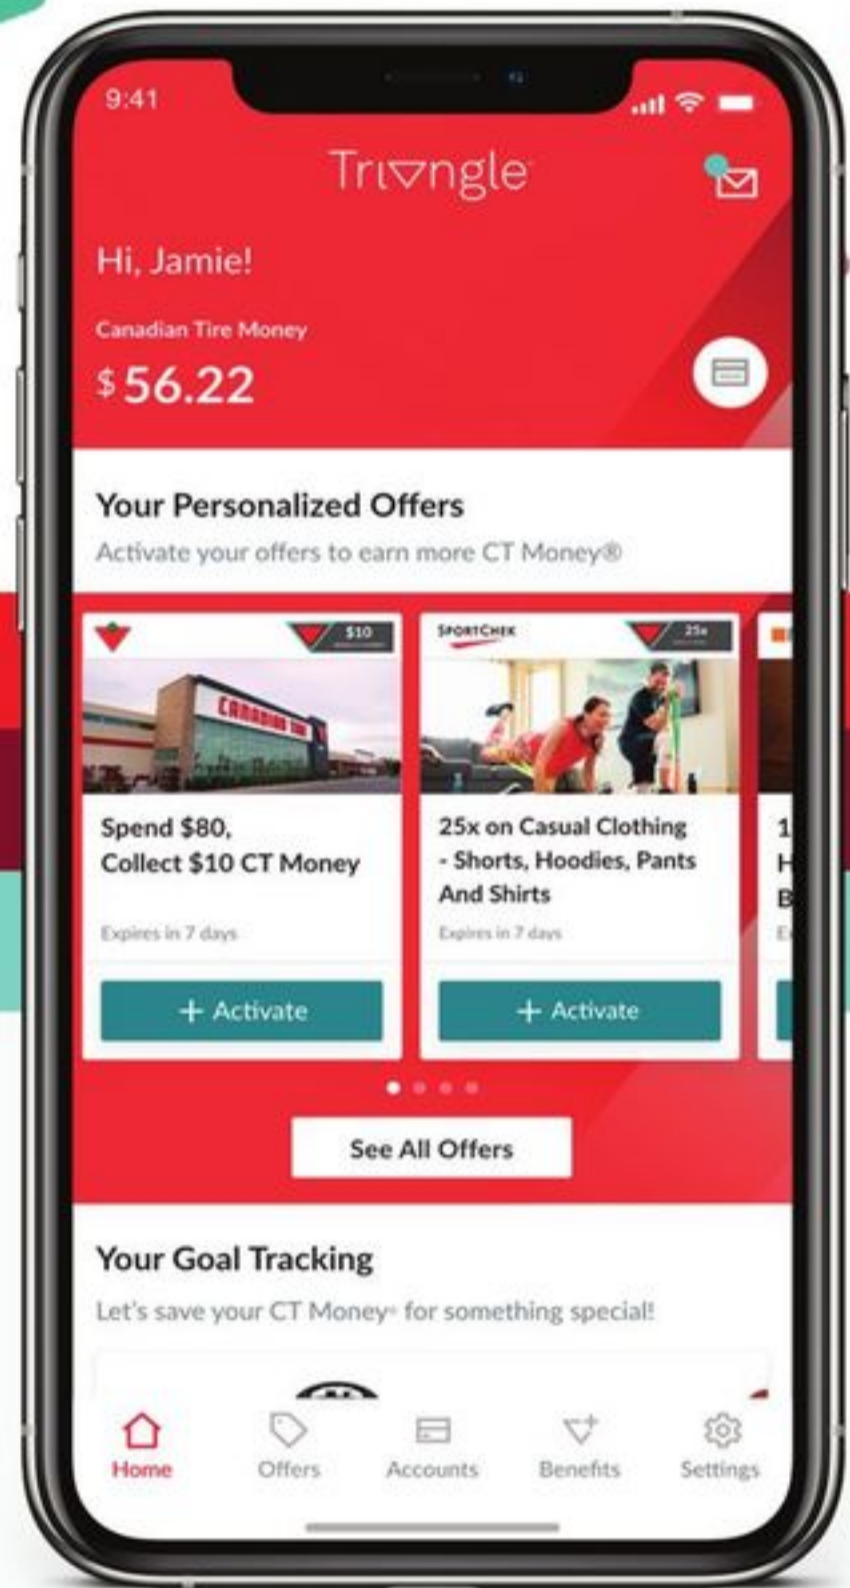 9:41
Triangle
Hi, Jamie!
Canadian Tire Money
$56.22
Your Personalized Offers
Activate your offers to earn more CT Money®
$10
SPORTCHEK
25x
CANADIAN TIRE
Spend $80,
Collect $10 CT Money
Expires in 7 days
+ Activate
25x on Casual Clothing
- Shorts, Hoodies, Pants
And Shirts
Expires in 7 days
+ Activate
1
H
B
E
See All Offers
Your Goal Tracking
Let's save your CT Money® for something special!
Home
Offers
Accounts
Benefits
Settings